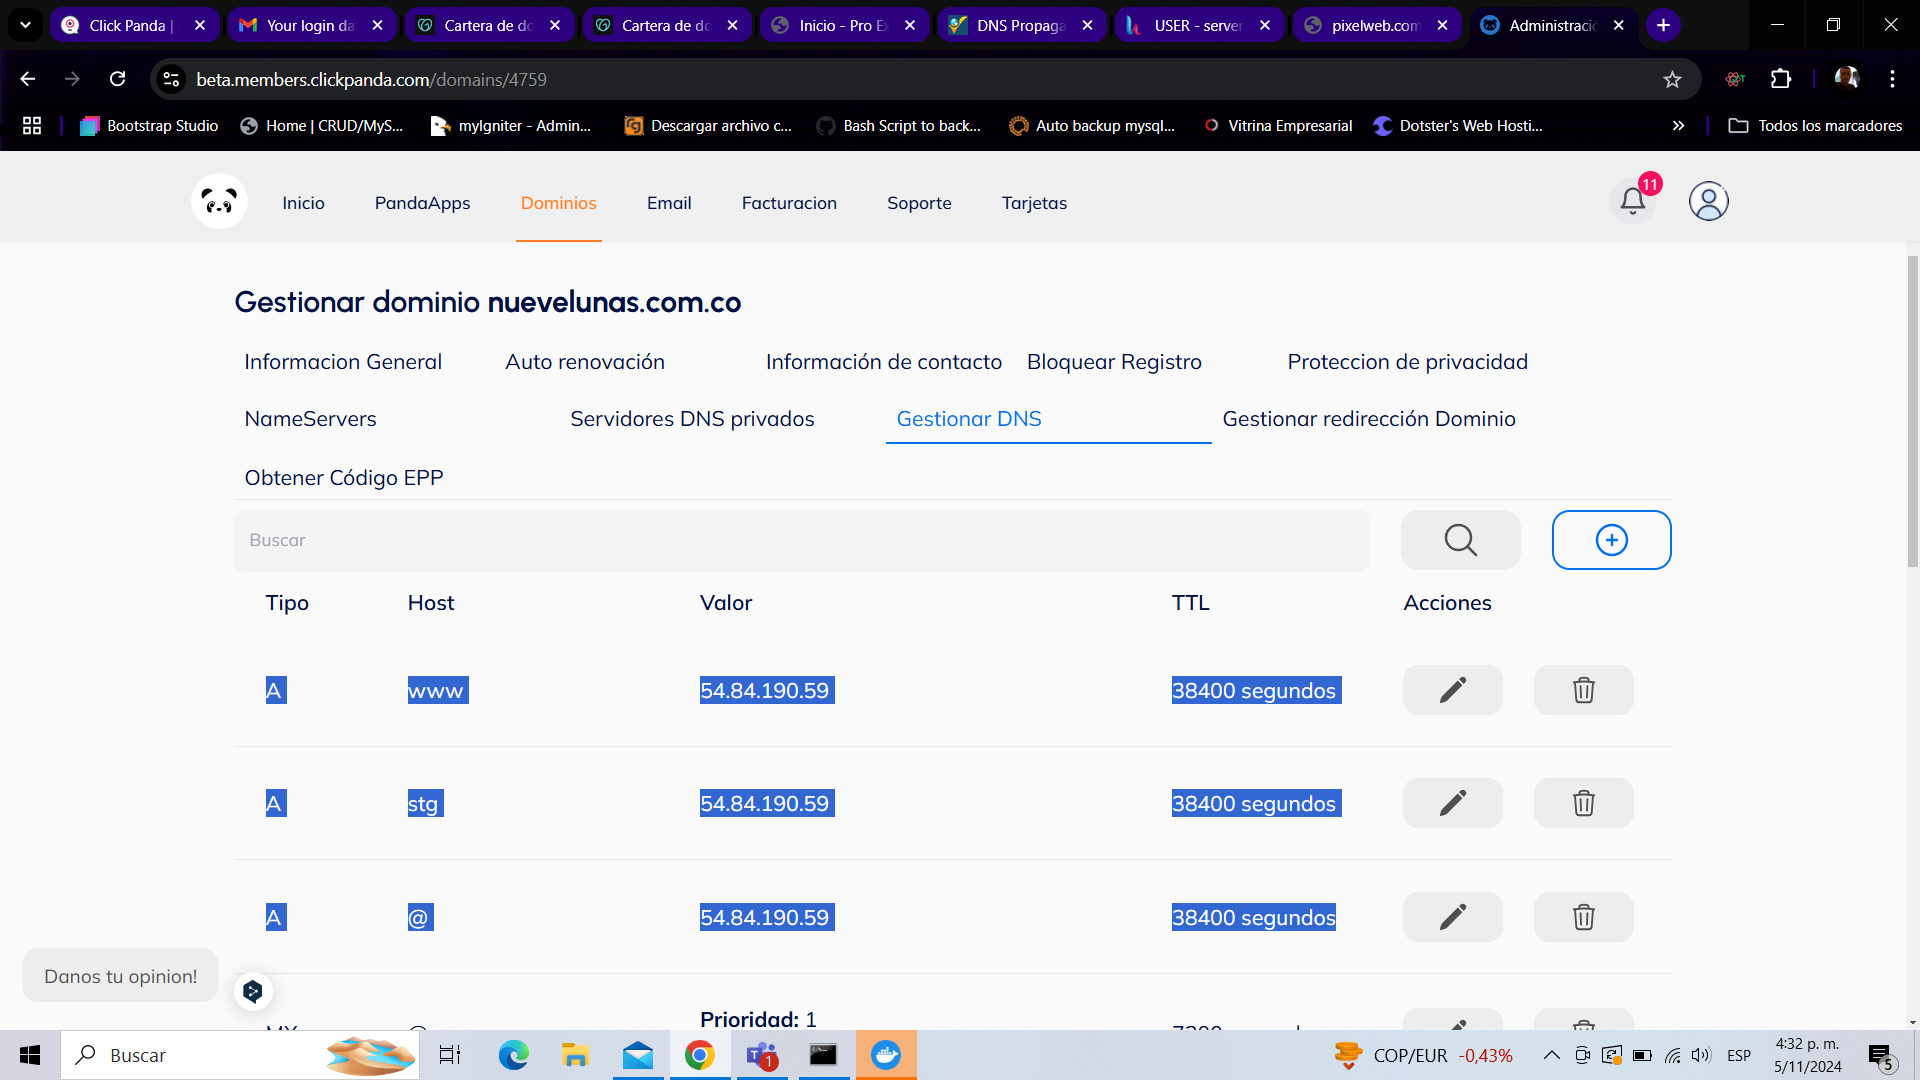 Click Panda |
Your login da
Cartera de do
Cartera de do
Inicio - Pro E
DNS Propaga
USER - server
pixelweb.com
Administració
beta.members.clickpanda.com/domains/4759
Bootstrap Studio
Home | CRUD/MyS...
myIgniter - Admin...
Descargar archivo c...
Bash Script to back...
Auto backup mysql...
Vitrina Empresarial
Dotster's Web Hosti...
Todos los marcadores
Inicio
PandaApps
Dominios
Email
Facturacion
Soporte
Tarjetas
11
Gestionar dominio nuevelunas.com.co
Informacion General
Auto renovación
Información de contacto
Bloquear Registro
Proteccion de privacidad
NameServers
Servidores DNS privados
Gestionar DNS
Gestionar redirección Dominio
Obtener Código EPP
Buscar
Tipo Host Valor TTL Acciones
A www 54.84.190.59 38400 segundos
A stg 54.84.190.59 38400 segundos
A @ 54.84.190.59 38400 segundos
Danos tu opinion!
Prioridad: 1
Buscar
1
COP/EUR -0,43%
ESP
4:32 p. m.
5/11/2024
5